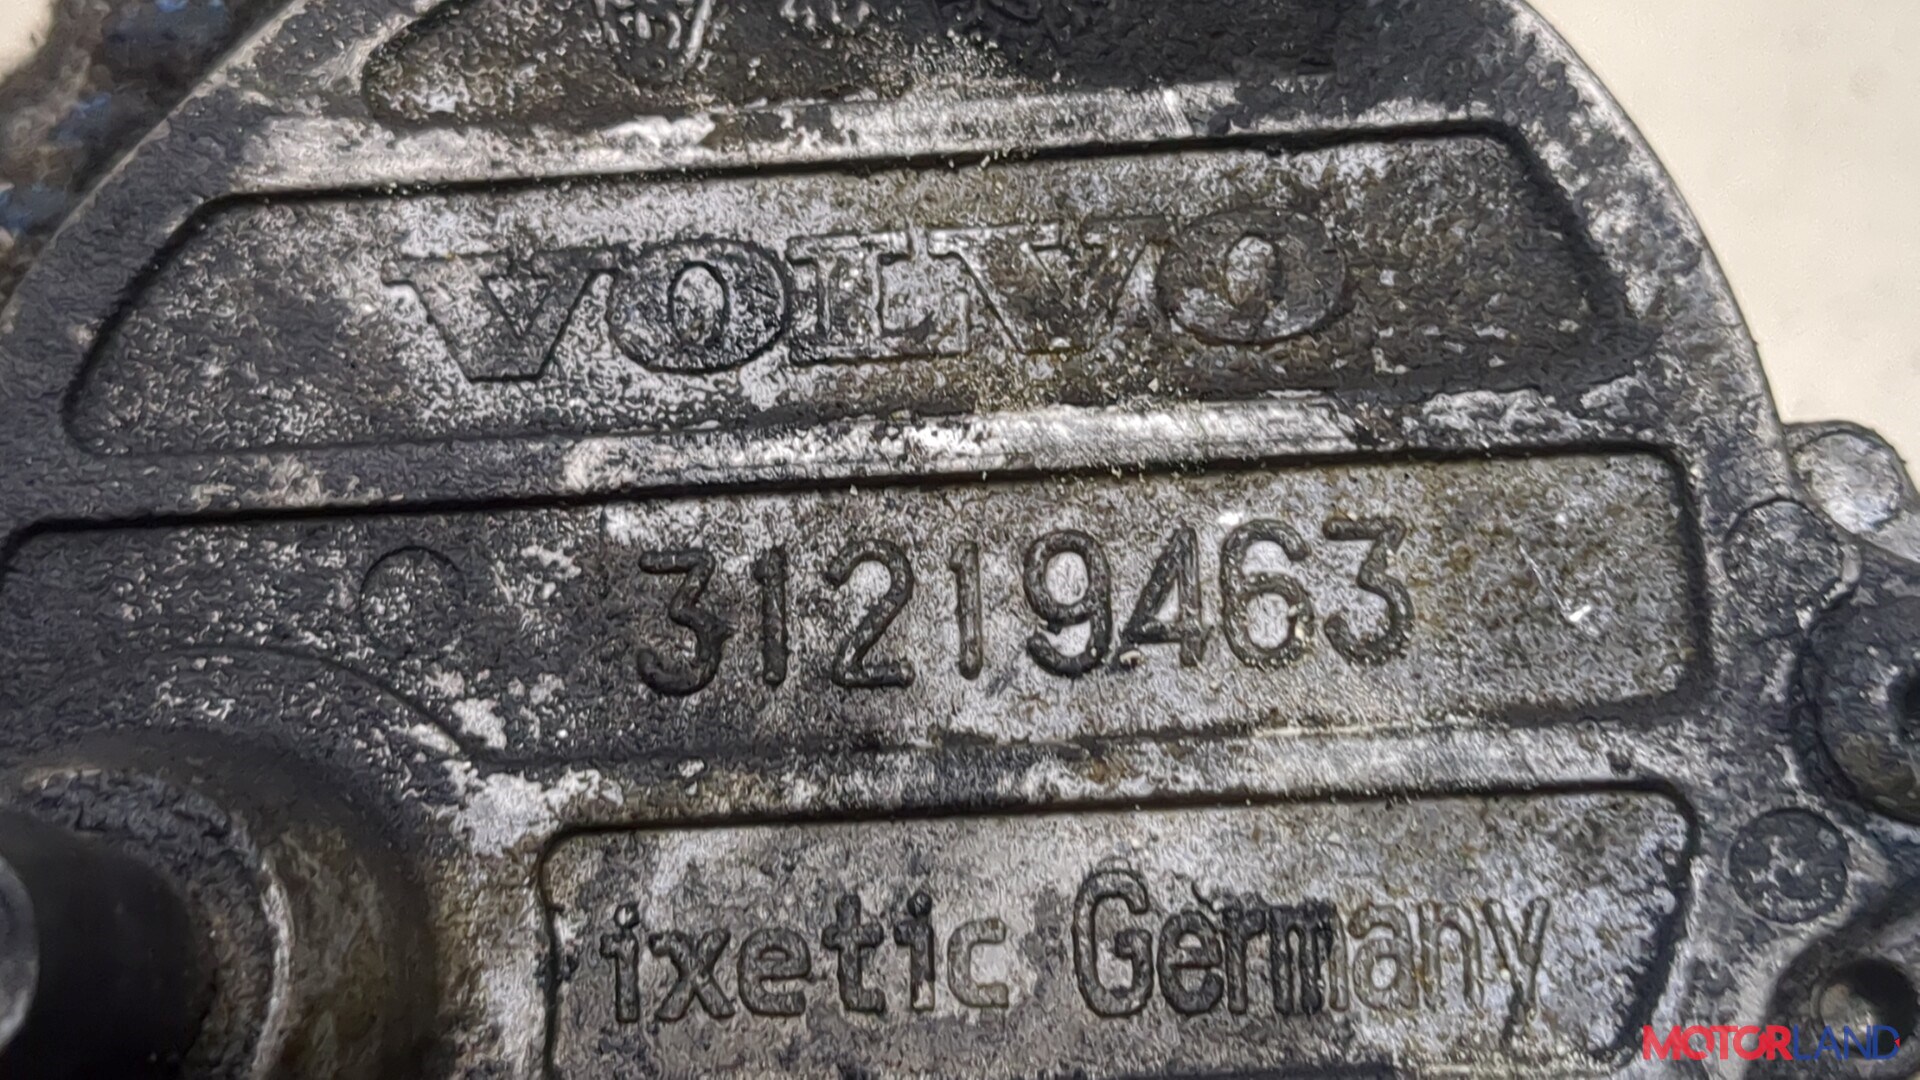 VOLVO
31219463
ixetic Germany
MOTORLAND